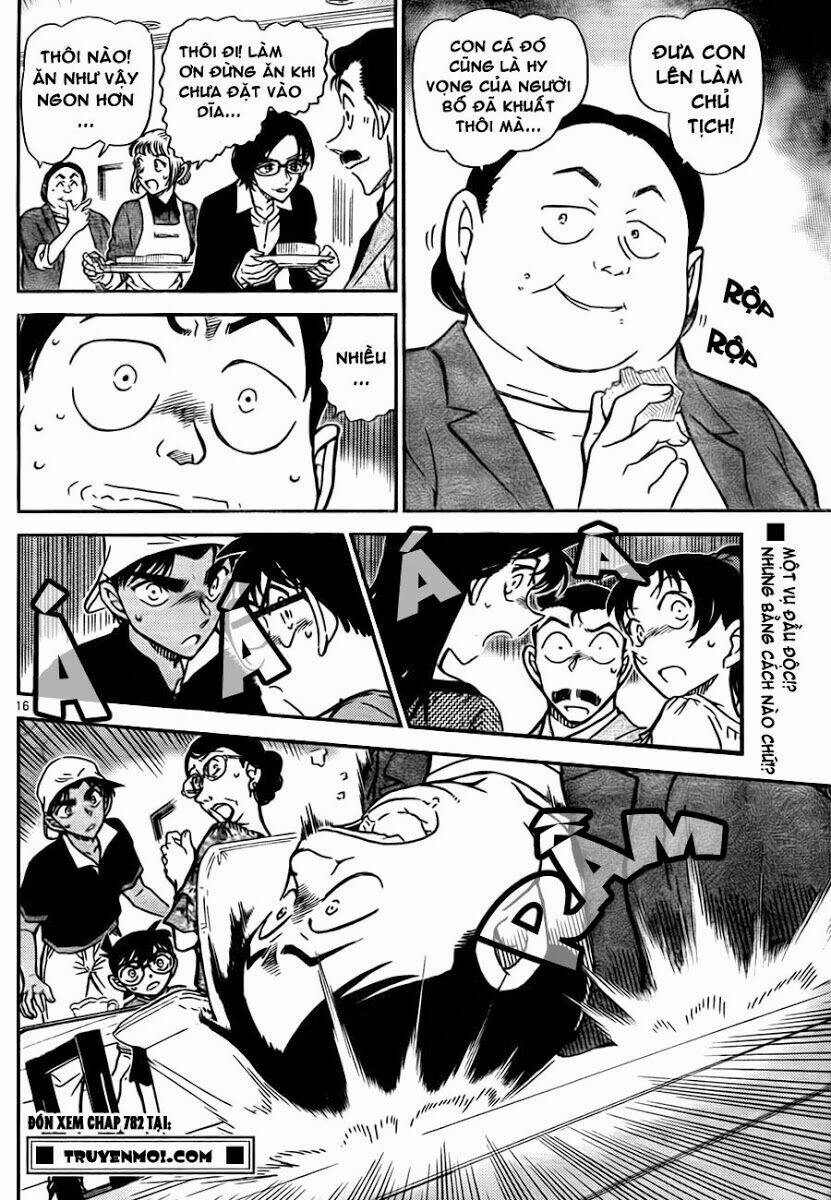 THÔI NÀO!
ĂN NHƯ VẬY
NGON HƠN
...
THÔI ĐI! LÀM
ƠN ĐỪNG ĂN KHI
CHƯA ĐẶT VÀO
DĨA...
CON CÁ ĐÓ
CŨNG LÀ HY
VỌNG CỦA NGƯỜI
BỐ ĐÃ KHUẤT
THÔI MÀ...
ĐƯA CON
LÊN LÀM
CHỦ
TỊCH!
RỘP
RỘP
NHIỀU
...
Á
Á
Á
Â
MỘT VỤ ĐẦU ĐỘC!?
NHƯNG BẰNG CÁCH NÀO CHỨ!?
16
RẦM
ĐÓN XEM CHAP 782 TẠI:
TRUYENMOI.COM